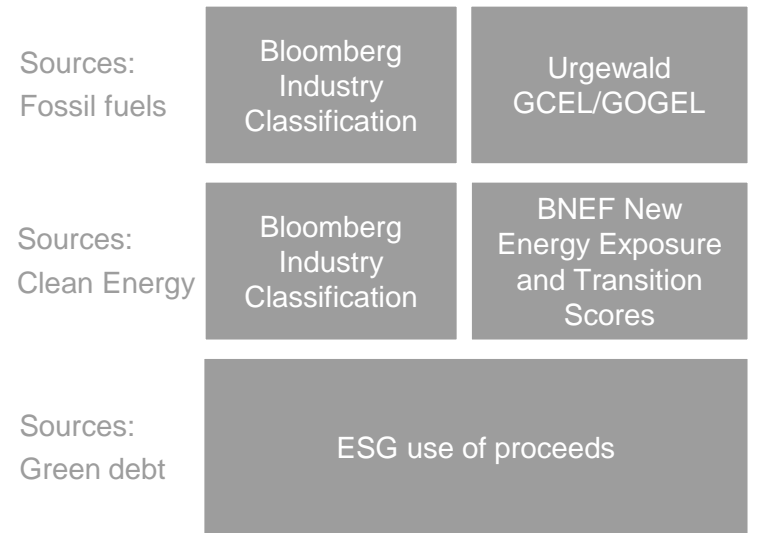 Sources:
Fossil fuels
Bloomberg
Industry
Classification
Urgewald
GCEL/GOGEL
Sources:
Clean Energy
Bloomberg
Industry
Classification
BNEF New
Energy Exposure
and Transition
Scores
Sources:
Green debt
ESG use of proceeds